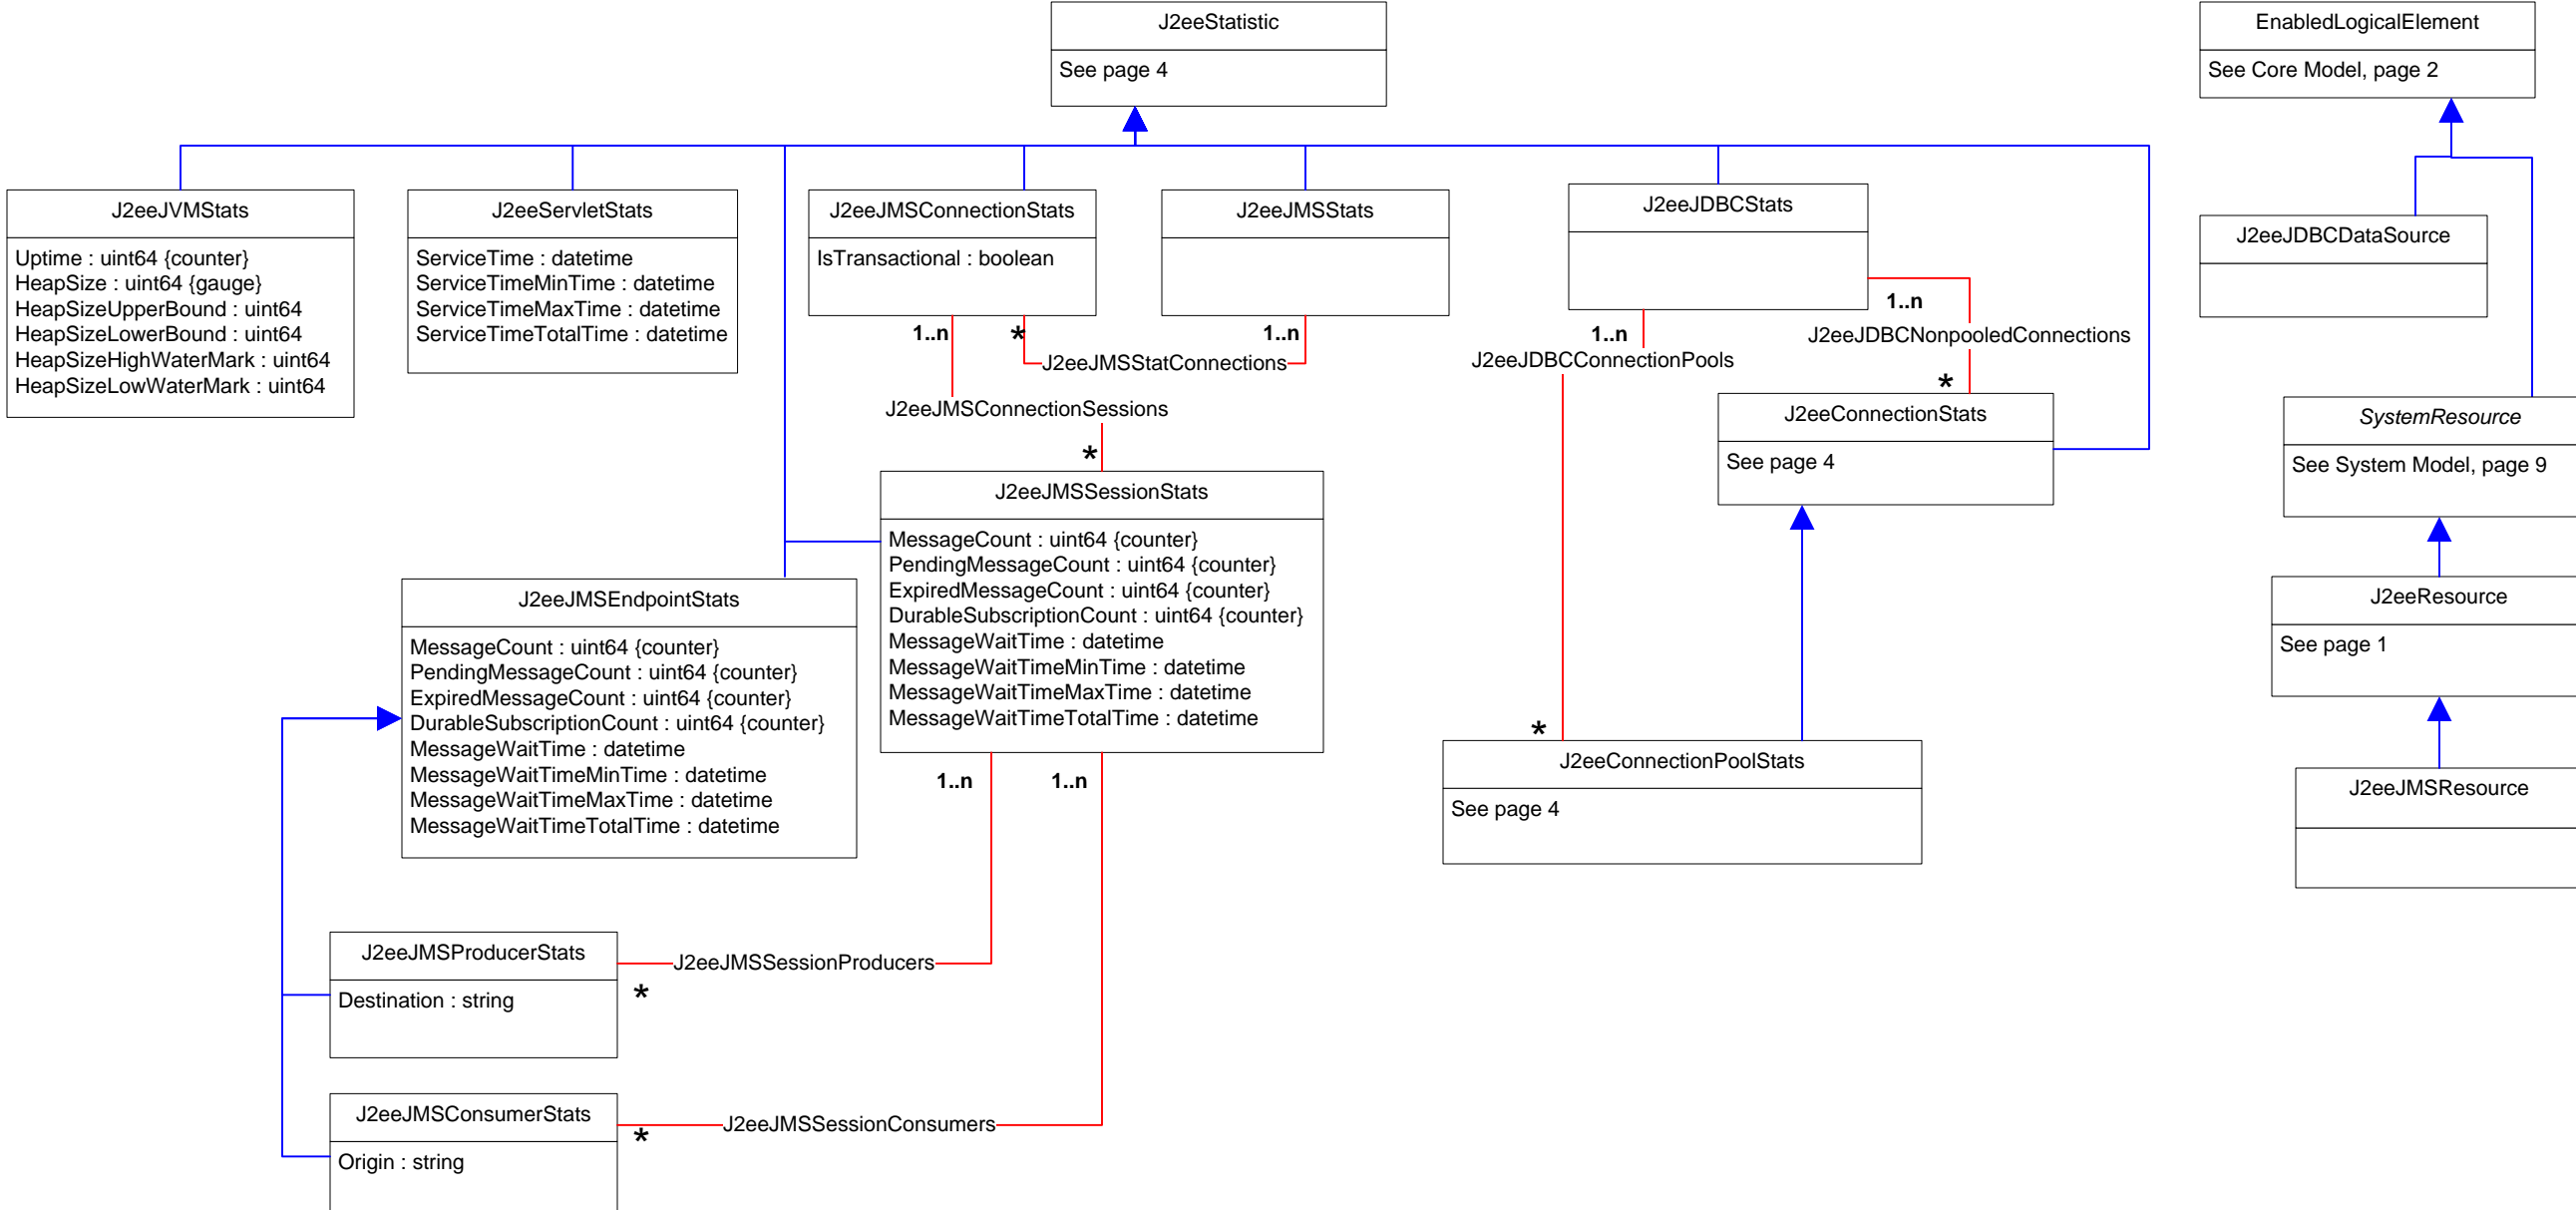 J2eeStatistic
See page 4
EnabledLogicalElement
See Core Model, page 2
J2eeJVMStats
Uptime : uint64 {counter}
HeapSize : uint64 {gauge}
HeapSizeUpperBound : uint64
HeapSizeLowerBound : uint64
HeapSizeHighWaterMark : uint64
HeapSizeLowWaterMark : uint64
J2eeServletStats
ServiceTime : datetime
ServiceTimeMinTime : datetime
ServiceTimeMaxTime : datetime
ServiceTimeTotalTime : datetime
J2eeJMSConnectionStats
IsTransactional : boolean
J2eeJMSStats
J2eeJDBCStats
J2eeJDBCDataSource
1..n
*
1..n
J2eeJMSStatConnections
1..n
J2eeJDBCConnectionPools
1..n
J2eeJDBCNonpooledConnections
*
J2eeJMSConnectionSessions
*
J2eeConnectionStats
See page 4
SystemResource
See System Model, page 9
J2eeJMSSessionStats
MessageCount : uint64 {counter}
PendingMessageCount : uint64 {counter}
ExpiredMessageCount : uint64 {counter}
DurableSubscriptionCount : uint64 {counter}
MessageWaitTime : datetime
MessageWaitTimeMinTime : datetime
MessageWaitTimeMaxTime : datetime
MessageWaitTimeTotalTime : datetime
J2eeJMSEndpointStats
MessageCount : uint64 {counter}
PendingMessageCount : uint64 {counter}
ExpiredMessageCount : uint64 {counter}
DurableSubscriptionCount : uint64 {counter}
MessageWaitTime : datetime
MessageWaitTimeMinTime : datetime
MessageWaitTimeMaxTime : datetime
MessageWaitTimeTotalTime : datetime
J2eeResource
See page 1
*
J2eeConnectionPoolStats
See page 4
J2eeJMSResource
1..n
1..n
J2eeJMSProducerStats
Destination : string
J2eeJMSSessionProducers
*
J2eeJMSConsumerStats
Origin : string
J2eeJMSSessionConsumers
*